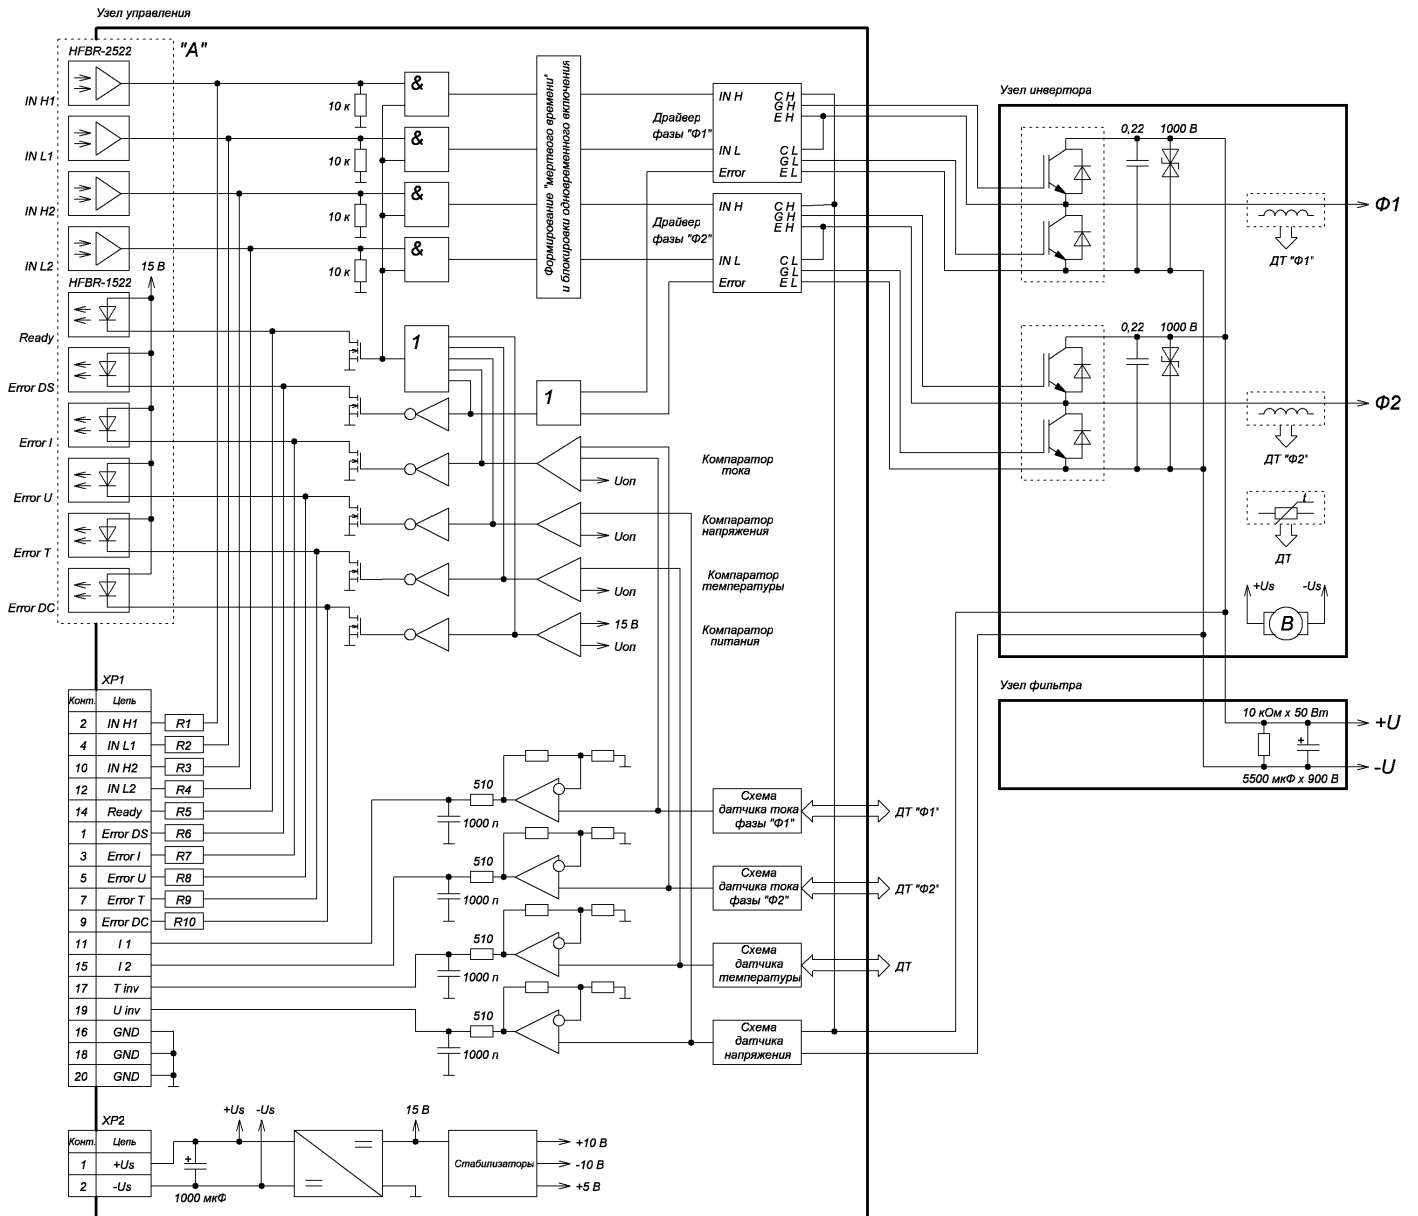 Узел управления
HFBR-2522
"А"
IN H1
IN L1
IN H2
IN L2
HFBR-1522
15 В
Ready
Error DS
Error I
Error U
Error T
Error DC
10 к
10 к
10 к
10 к
&
&
&
&
1
1
Формирование "мертвого времени"
и блокировки одновременного включения
Драйвер
фазы "Ф1"
IN H
IN L
Error
C H
G H
E H
C L
G L
E L
Драйвер
фазы "Ф2"
IN H
IN L
Error
C H
G H
E H
C L
G L
E L
Компаратор
тока
Uоп
Компаратор
напряжения
Uоп
Компаратор
температуры
Uоп
15 В
Компаратор
питания
Uоп
Узел инвертора
0,22
1000 В
Ф1
ДТ "Ф1"
0,22
1000 В
Ф2
ДТ "Ф2"
t
ДТ
+Us
-Us
В
Узел фильтра
10 кОм х 50 Вт
+U
-U
5500 мкФ х 900 В
XP1
Конт.
Цепь
2
IN H1
R1
4
IN L1
R2
10
IN H2
R3
12
IN L2
R4
14
Ready
R5
1
Error DS
R6
3
Error I
R7
5
Error U
R8
7
Error T
R9
9
Error DC
R10
11
I 1
15
I 2
17
T inv
19
U inv
16
GND
18
GND
20
GND
510
1000 п
Схема
датчика тока
фазы "Ф1"
ДТ "Ф1"
510
1000 п
Схема
датчика тока
фазы "Ф2"
ДТ "Ф2"
510
1000 п
Схема
датчика
температуры
ДТ
510
1000 п
Схема
датчика
напряжения
XP2
Конт.
Цепь
1
+Us
2
-Us
+Us
-Us
1000 мкФ
15 В
Стабилизаторы
+10 В
-10 В
+5 В